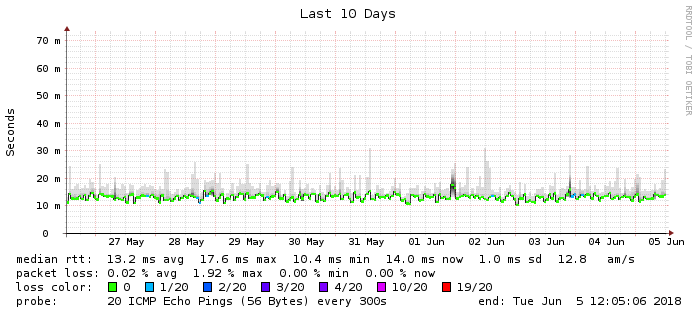 Last 10 Days
RRDTOOL / TOBI OETIKER
Seconds
70 m
60 m
50 m
40 m
30 m
20 m
10 m
0
27 May 28 May 29 May 30 May 31 May 01 Jun 02 Jun 03 Jun 04 Jun 05 Jun
median rtt: 13.2 ms avg 17.6 ms max 10.4 ms min 14.0 ms now 1.0 ms sd 12.8 am/s
packet loss: 0.02 % avg 1.92 % max 0.00 % min 0.00 % now
loss color: 0 1/20 2/20 3/20 4/20 10/20 19/20
probe: 20 ICMP Echo Pings (56 Bytes) every 300s end: Tue Jun 5 12:05:06 2018